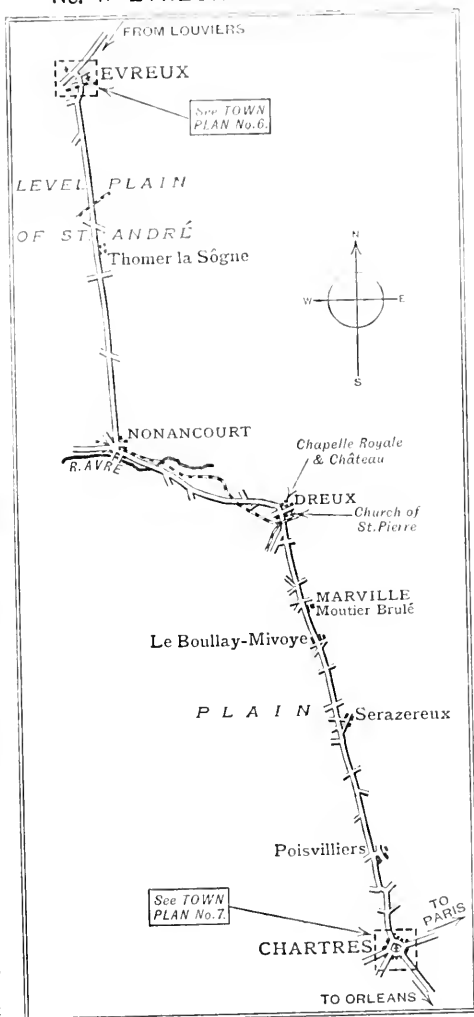 FROM LOUVIERS
EVREUX
See TOWN
PLAN No.6.
LEVEL PLAIN
OF ST. ANDRÉ
Thomer la Sôgne
N
W
E
S
NONANCOURT
R. AVRE
Chapelle Royale
& Château
DREUX
Church of
St. Pierre
MARVILLE
Moutier Brulé
Le Boullay-Mivoye
PLAIN
Serazereux
Poisvilliers
See TOWN
PLAN No.7.
TO
PARIS
CHARTRES
TO ORLEANS